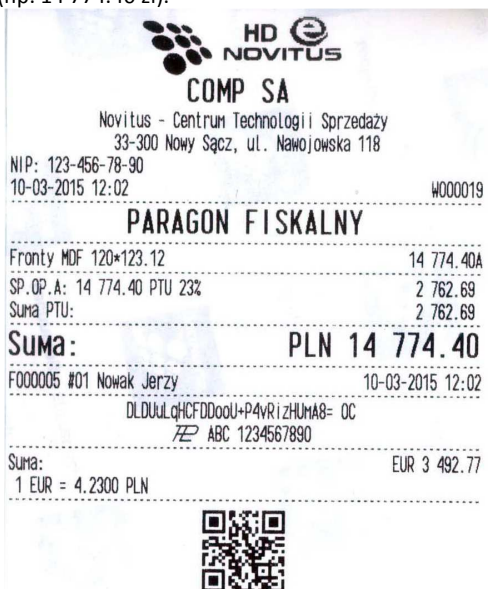 (np. 14 774.40 zł).
HD e
NOVITUS
COMP SA
Novitus - Centrum Technologii Sprzedaży
33-300 Nowy Sącz, ul. Nawojowska 118
NIP: 123-456-78-90
10-03-2015 12:02 W000019
PARAGON FISKALNY
Fronty MDF 120*123.12 14 774.40A
SP.OP.A: 14 774.40 PTU 23% 2 762.69
Suma PTU: 2 762.69
Suma: PLN 14 774.40
F000005 #01 Nowak Jerzy 10-03-2015 12:02
DLDUuLqHCFDDooU+P4vRizHUMA8= OC
ABC 1234567890
Suma: EUR 3 492.77
1 EUR = 4.2300 PLN